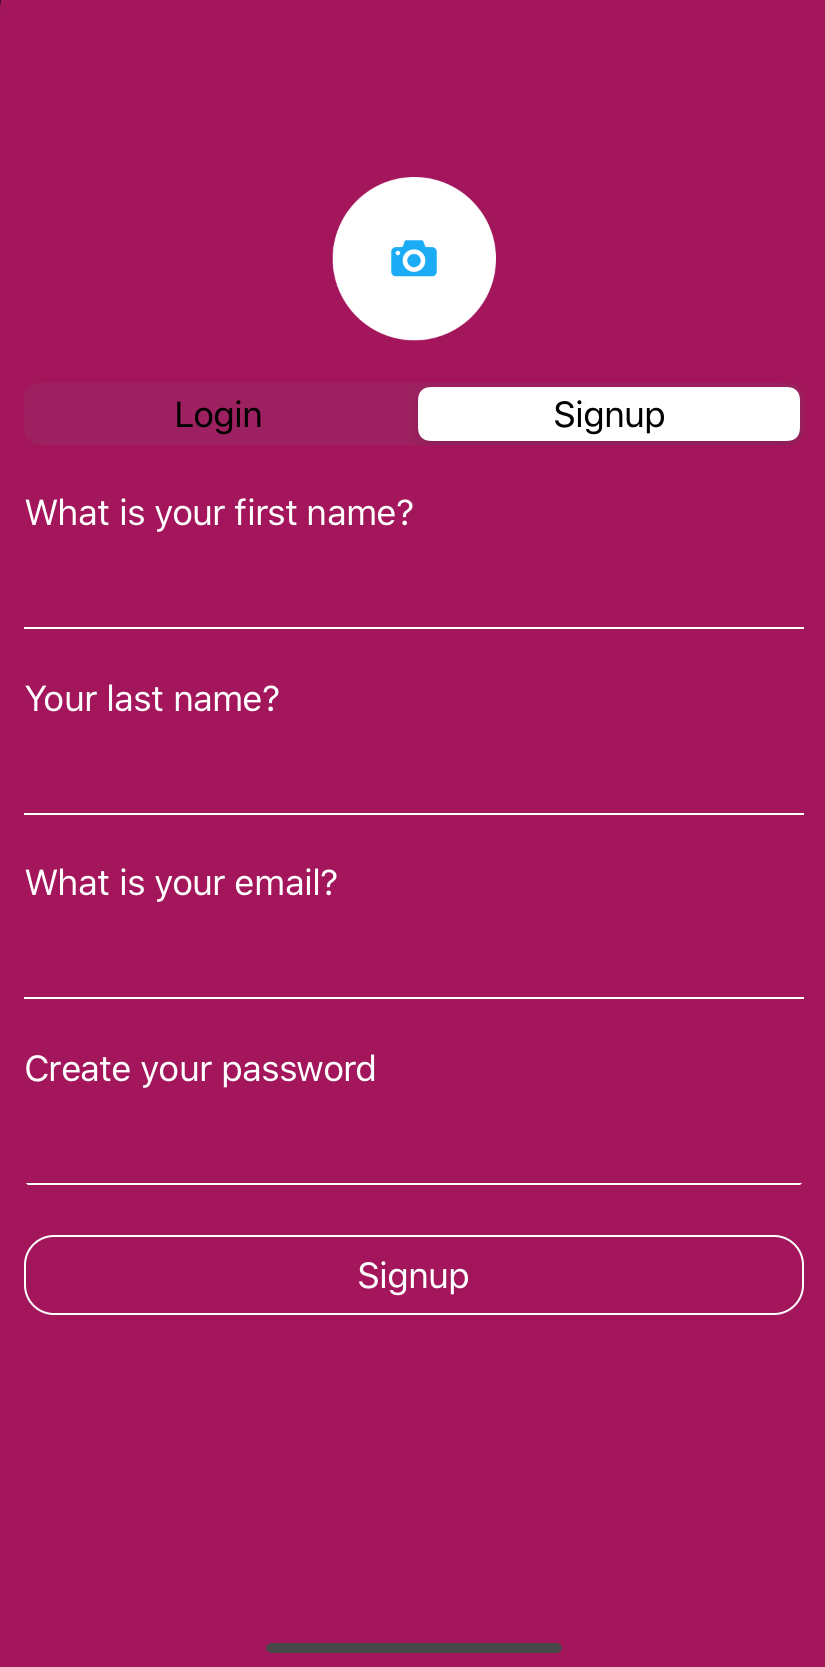 Login
Signup
What is your first name?
Your last name?
What is your email?
Create your password
Signup